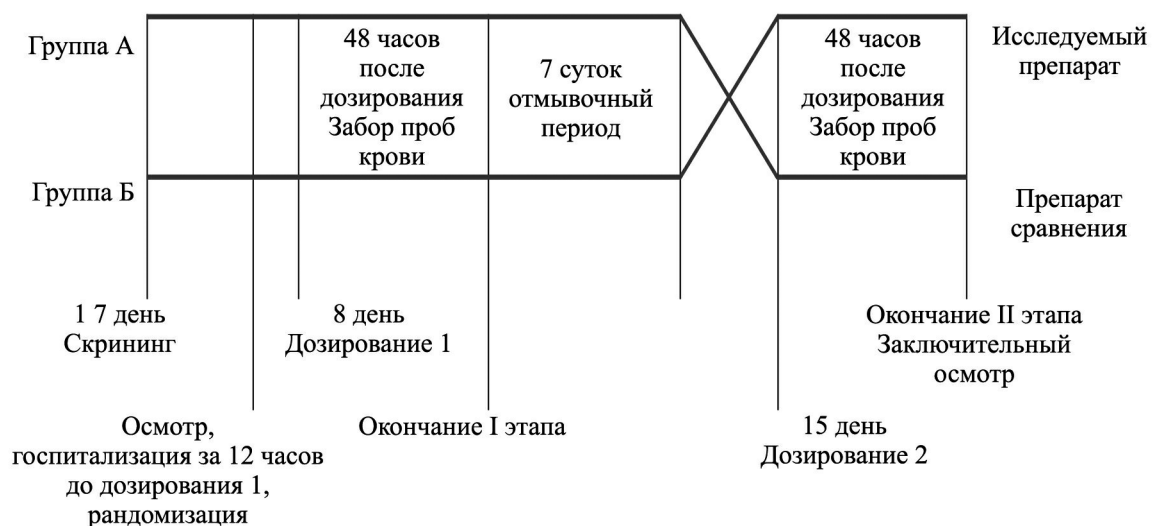 Группа А
48 часов
после
дозирования
Забор проб
крови
7 суток
отмывочный
период
48 часов
после
дозирования
Забор проб
крови
Исследуемый
препарат
Группа Б
Препарат
сравнения
1 7 день
Скрининг
8 день
Дозирование 1
Окончание II этапа
Заключительный
осмотр
Осмотр,
госпитализация за 12 часов
до дозирования 1,
рандомизация
Окончание I этапа
15 день
Дозирование 2